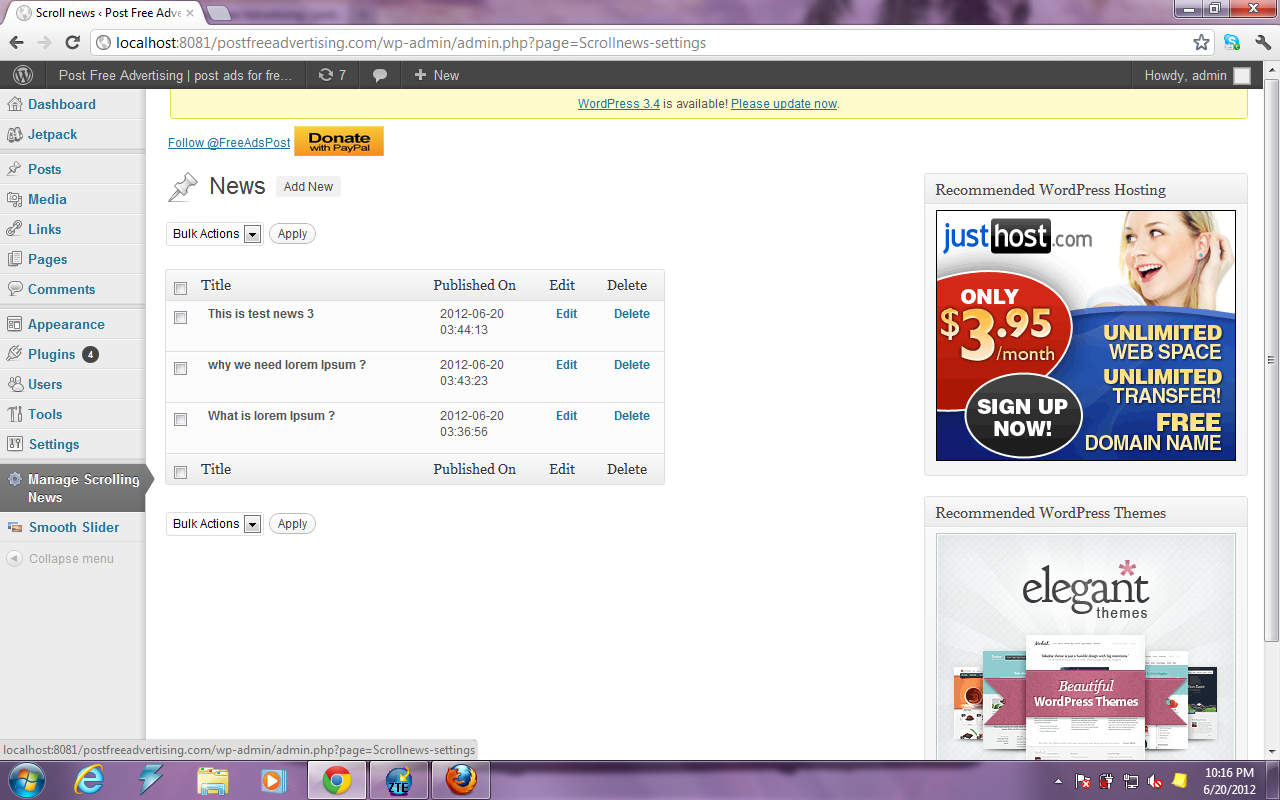 Scroll news ‹ Post Free Adve
localhost:8081/postfreeadvertising.com/wp-admin/admin.php?page=Scrollnews-settings
Post Free Advertising | post ads for fre...
7
New
Howdy, admin
Dashboard
Jetpack
Posts
Media
Links
Pages
Comments
Appearance
Plugins 4
Users
Tools
Settings
Manage Scrolling
News
Smooth Slider
Collapse menu
WordPress 3.4 is available! Please update now.
Follow @FreeAdsPost
Donate
with PayPal
News Add New
Bulk Actions Apply
Title Published On Edit Delete
This is test news 3 2012-06-20 Edit Delete
03:44:13
why we need lorem Ipsum ? 2012-06-20 Edit Delete
03:43:23
What is lorem Ipsum ? 2012-06-20 Edit Delete
03:36:56
Title Published On Edit Delete
Bulk Actions Apply
Recommended WordPress Hosting
justhost.com
ONLY
$3.95
/month
SIGN UP
NOW!
UNLIMITED
WEB SPACE
UNLIMITED
TRANSFER!
FREE
DOMAIN NAME
Recommended WordPress Themes
elegant*
themes
Beautiful
WordPress Themes
localhost:8081/postfreeadvertising.com/wp-admin/admin.php?page=Scrollnews-settings
ZTE
10:16 PM
6/20/2012